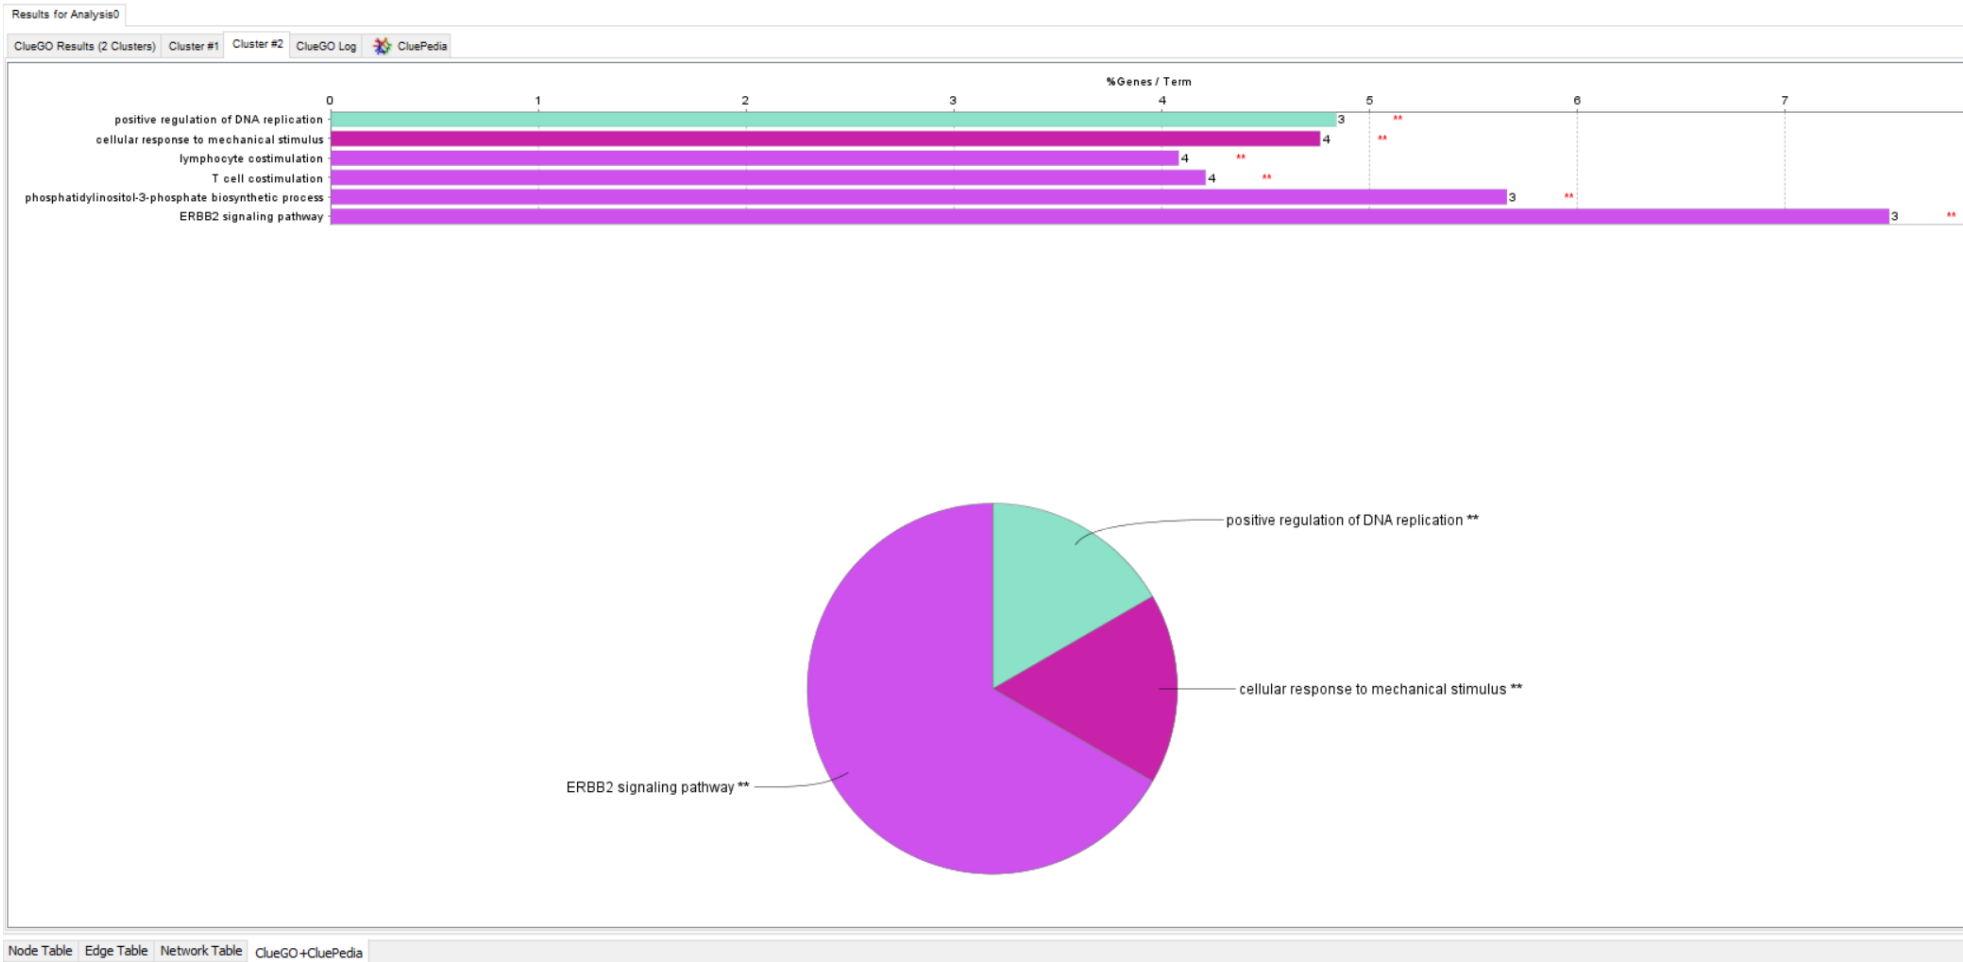 Results for Analysis0
ClueGO Results (2 Clusters) Cluster #1 Cluster #2 ClueGO Log CluePedia
%Genes / Term
0 1 2 3 4 5 6 7
positive regulation of DNA replication 3 **
cellular response to mechanical stimulus 4 **
lymphocyte costimulation 4 **
T cell costimulation 4 **
phosphatidylinositol-3-phosphate biosynthetic process 3 **
ERBB2 signaling pathway 3 **
positive regulation of DNA replication **
cellular response to mechanical stimulus **
ERBB2 signaling pathway **
Node Table Edge Table Network Table ClueGO+CluePedia